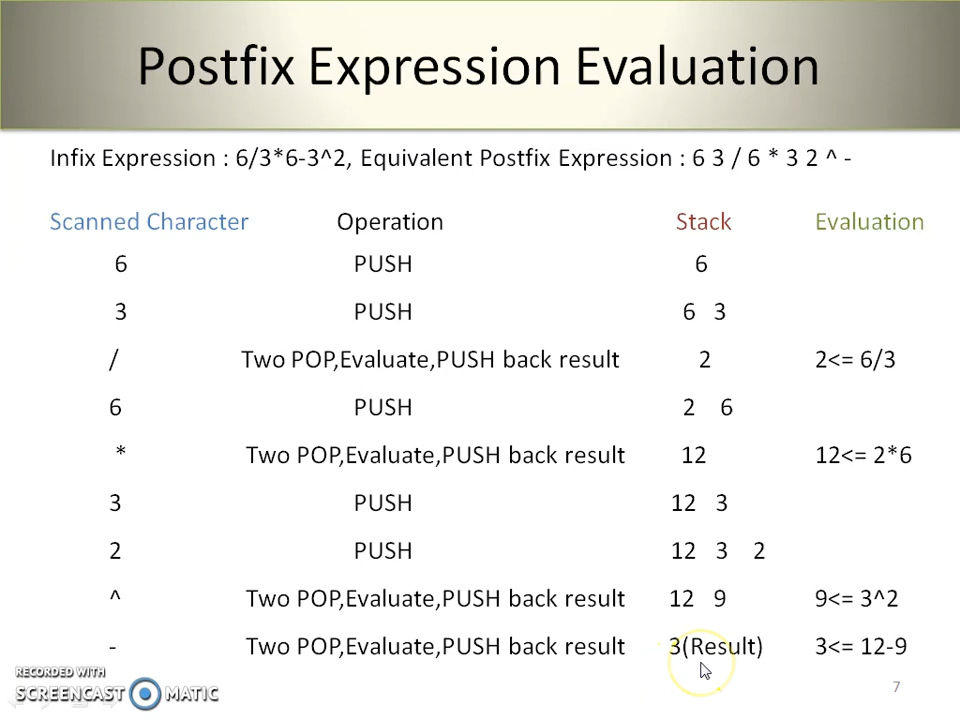 Postfix Expression Evaluation
Infix Expression : 6/3*6-3^2, Equivalent Postfix Expression : 6 3 / 6 * 3 2 ^ -
Scanned Character Operation Stack Evaluation
6 PUSH 6
3 PUSH 6 3
/ Two POP,Evaluate,PUSH back result 2 2<= 6/3
6 PUSH 2 6
* Two POP,Evaluate,PUSH back result 12 12<= 2*6
3 PUSH 12 3
2 PUSH 12 3 2
^ Two POP,Evaluate,PUSH back result 12 9 9<= 3^2
- Two POP,Evaluate,PUSH back result 3(Result) 3<= 12-9
RECORDED WITH
SCREENCAST MATIC
7